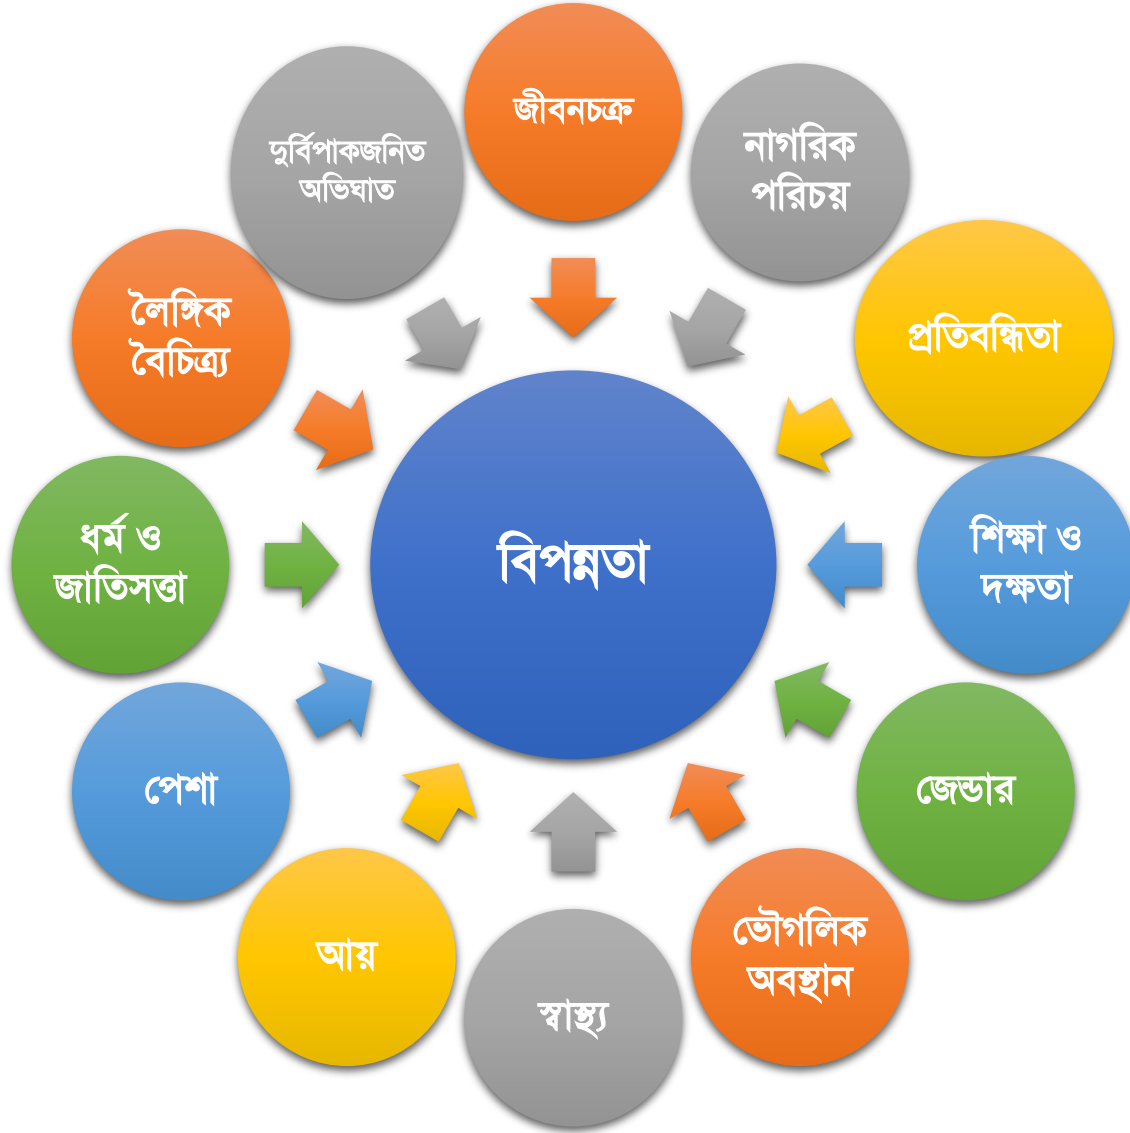 জীবনচক্র
নাগরিক
পরিচয়
প্রতিবন্ধিতা
শিক্ষা ও
দক্ষতা
জেন্ডার
ভৌগলিক
অবস্থান
স্বাস্থ্য
আয়
পেশা
ধর্ম ও
জাতিসত্তা
লৈঙ্গিক
বৈচিত্র্য
দুর্বিপাকজনিত
অভিঘাত
বিপন্নতা